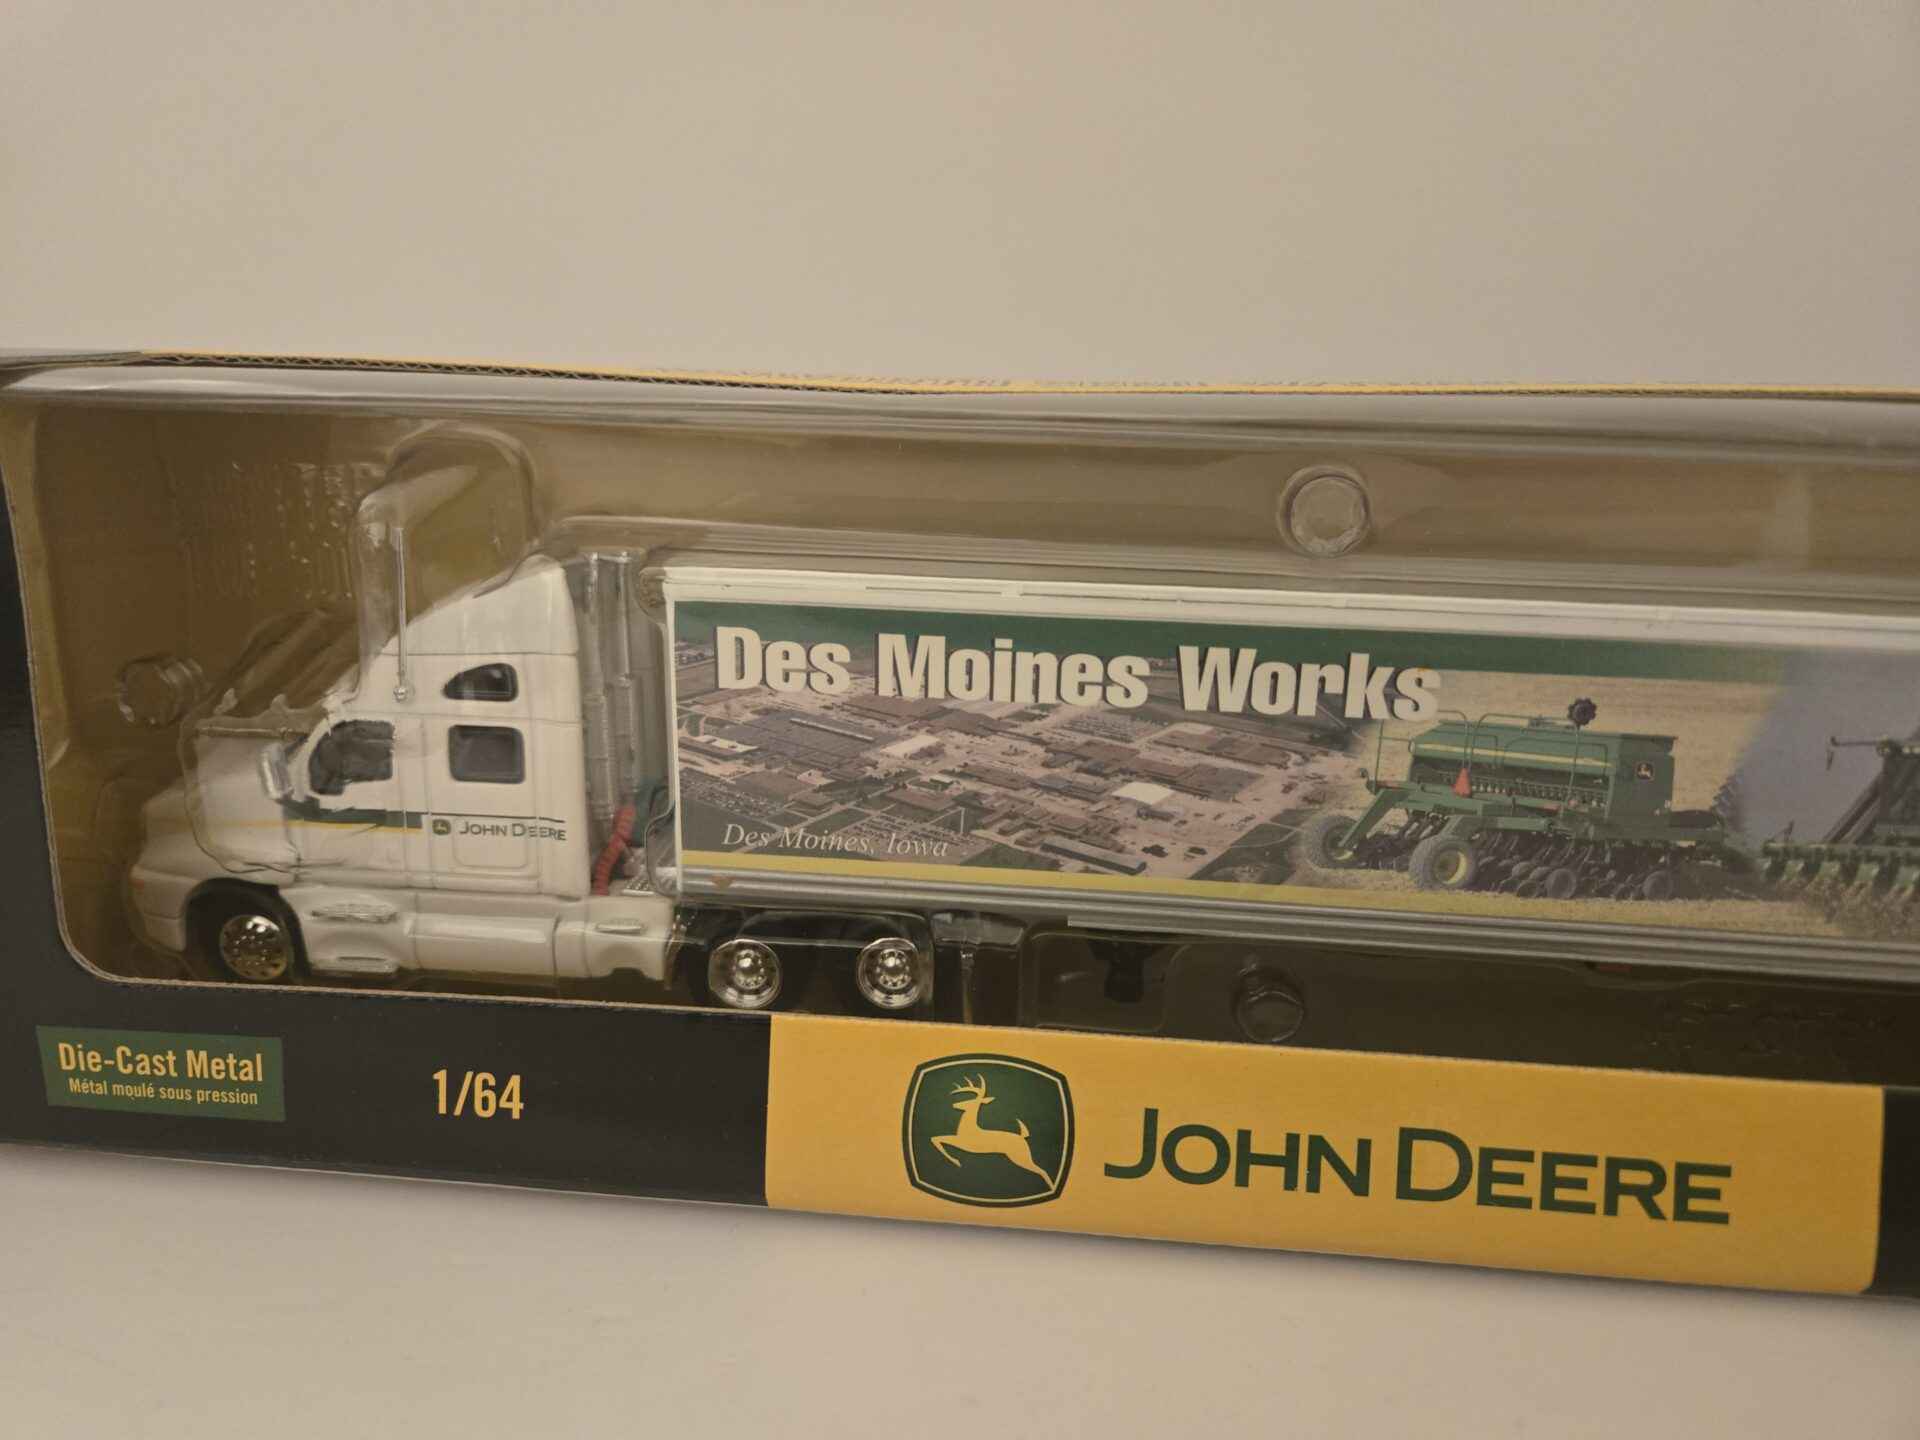 Des Moines Works
Des Moines, Iowa
JOHN DEERE
Die-Cast Metal
Métal moulé sous pression
1/64
JOHN DEERE